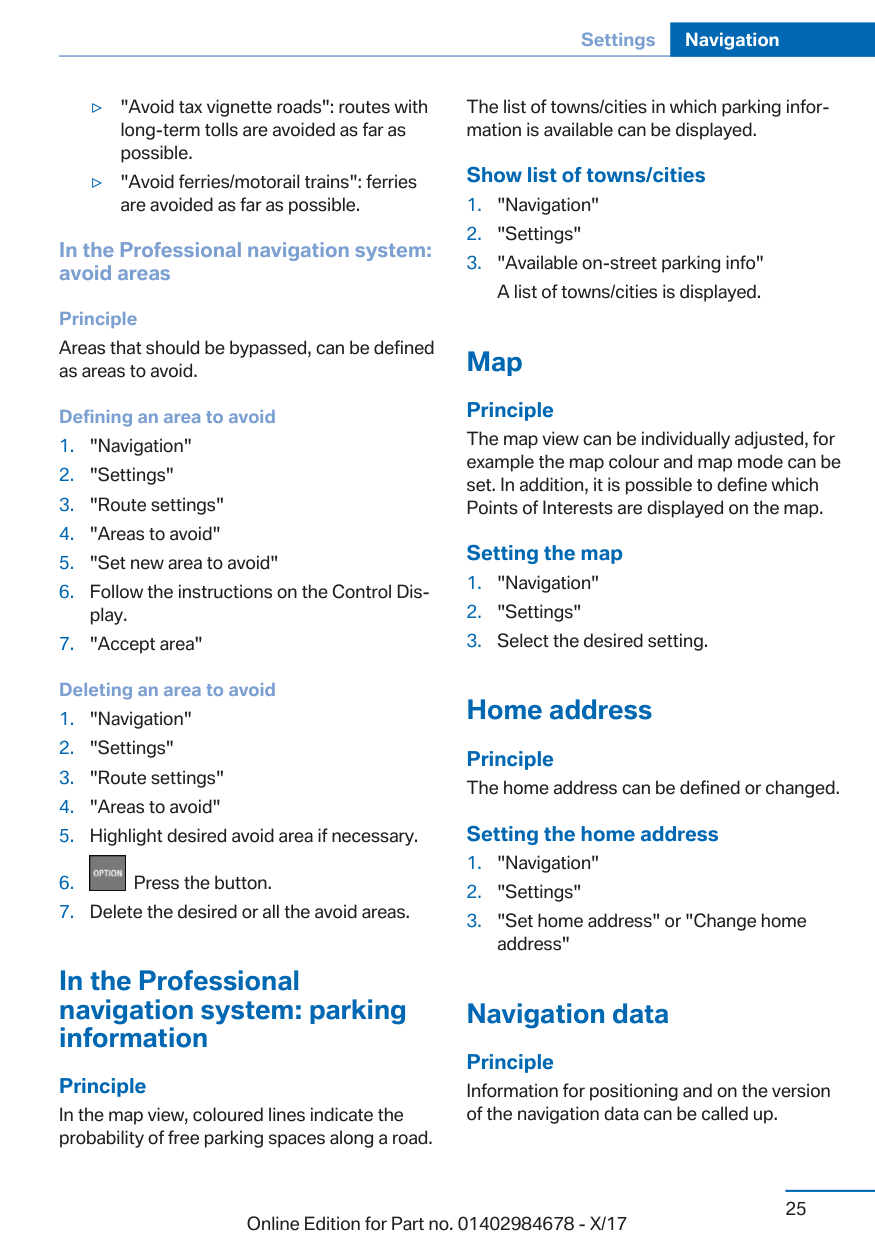 Settings Navigation
▷ "Avoid tax vignette roads": routes with
long-term tolls are avoided as far as
possible.
▷ "Avoid ferries/motorail trains": ferries
are avoided as far as possible.
In the Professional navigation system:
avoid areas
Principle
Areas that should be bypassed, can be defined
as areas to avoid.
Defining an area to avoid
1. "Navigation"
2. "Settings"
3. "Route settings"
4. "Areas to avoid"
5. "Set new area to avoid"
6. Follow the instructions on the Control Dis-
play.
7. "Accept area"
Deleting an area to avoid
1. "Navigation"
2. "Settings"
3. "Route settings"
4. "Areas to avoid"
5. Highlight desired avoid area if necessary.
6. OPTION Press the button.
7. Delete the desired or all the avoid areas.
In the Professional
navigation system: parking
information
Principle
In the map view, coloured lines indicate the
probability of free parking spaces along a road.
The list of towns/cities in which parking infor-
mation is available can be displayed.
Show list of towns/cities
1. "Navigation"
2. "Settings"
3. "Available on-street parking info"
A list of towns/cities is displayed.
Map
Principle
The map view can be individually adjusted, for
example the map colour and map mode can be
set. In addition, it is possible to define which
Points of Interests are displayed on the map.
Setting the map
1. "Navigation"
2. "Settings"
3. Select the desired setting.
Home address
Principle
The home address can be defined or changed.
Setting the home address
1. "Navigation"
2. "Settings"
3. "Set home address" or "Change home
address"
Navigation data
Principle
Information for positioning and on the version
of the navigation data can be called up.
25
Online Edition for Part no. 01402984678 - X/17